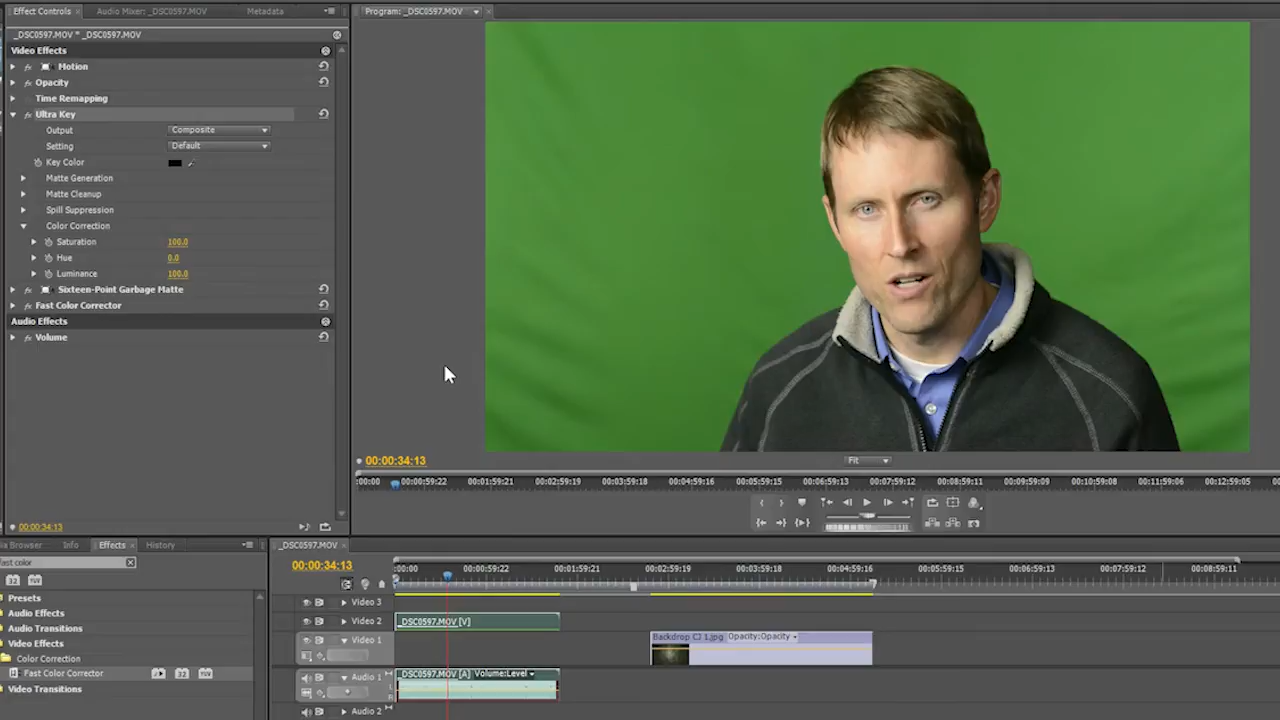 Effect Controls
Audio Mixer: _DSC0597.MOV
Metadata
Program: _DSC0597.MOV
_DSC0597.MOV * _DSC0597.MOV
Video Effects
Motion
Opacity
Time Remapping
Ultra Key
Output Composite
Setting Default
Key Color
Matte Generation
Matte Cleanup
Spill Suppression
Color Correction
Saturation 100.0
Hue 0.0
Luminance 100.0
Sixteen-Point Garbage Matte
Fast Color Corrector
Audio Effects
Volume
00:00:34:13
Fit
:00:00 00:00:59:22 00:01:59:21 00:02:59:19 00:03:59:18 00:04:59:16 00:05:59:15 00:06:59:13 00:07:59:12 00:08:59:11 00:09:59:09 00:10:59:08 00:11:59:06 00:12:59:05
00:00:34:13
Browser Info Effects History
fast color
32 YUV
Presets
Audio Effects
Audio Transitions
Video Effects
Color Correction
Fast Color Corrector 32 YUV
Video Transitions
_DSC0597.MOV
00:00:34:13
:00:00 00:00:59:22 00:01:59:21 00:02:59:19 00:03:59:18 00:04:59:16 00:05:59:15 00:06:59:13 00:07:59:12 00:08:59:11
Video 3
Video 2 _DSC0597.MOV [V]
Video 1 Backdrop C2 1.jpg Opacity:Opacity
Audio 1 _DSC0597.MOV [A] Volume:Level
L
R
Audio 2